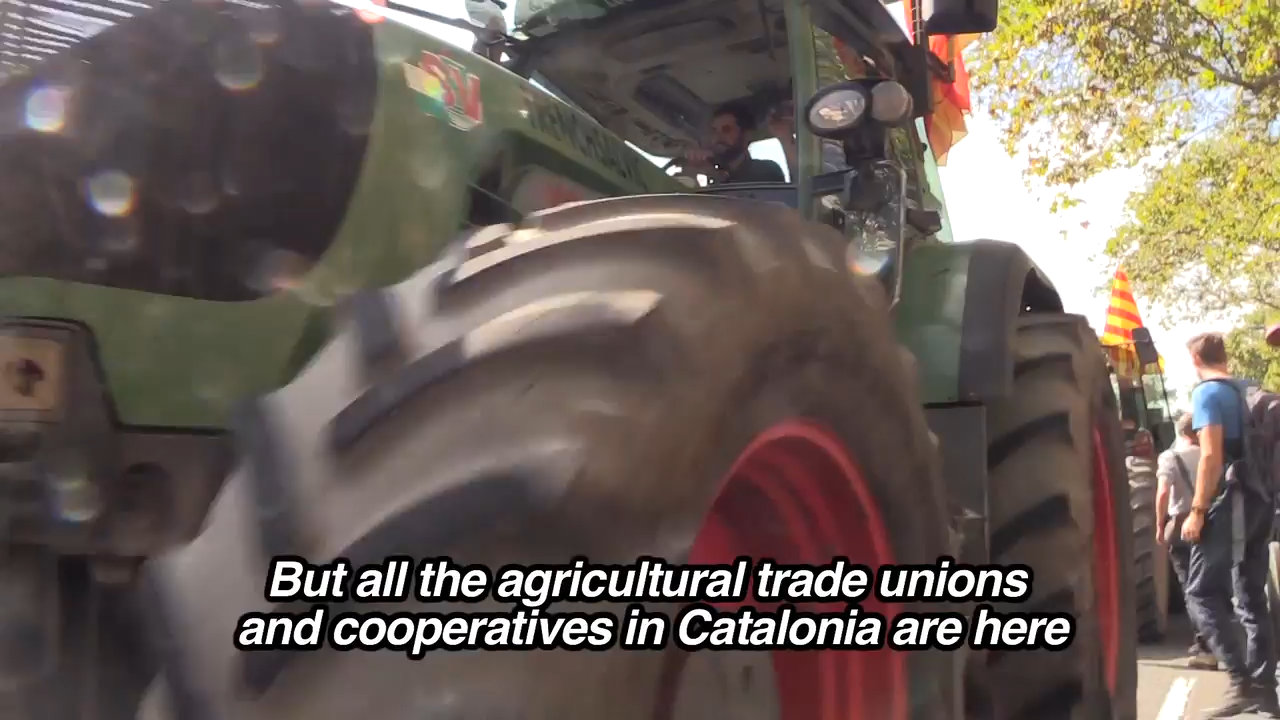 But all the agricultural trade unions
and cooperatives in Catalonia are here